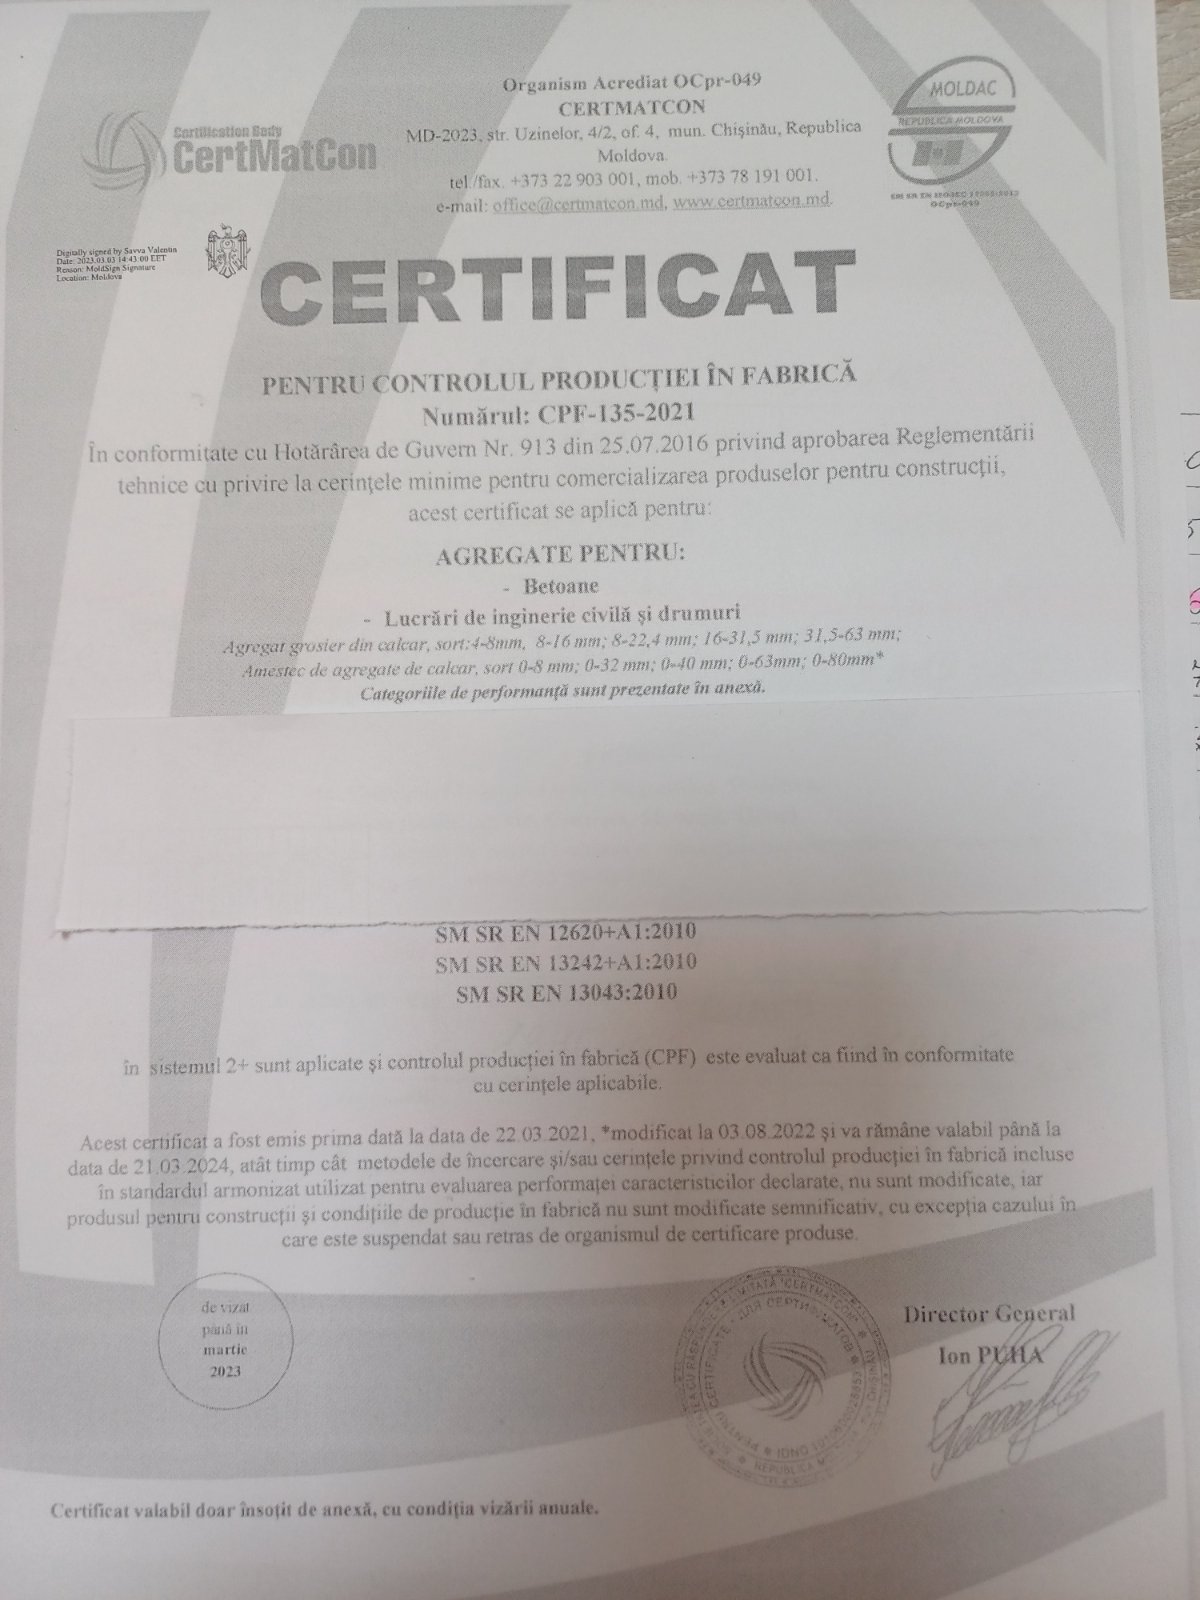 Organism Acrediat OCpr-049
CERTMATCON
MD-2023, str. Uzinelor, 4/2, of. 4, mun. Chişinău, Republica
Moldova.
tel./fax. +373 22 903 001, mob. +373 78 191 001.
e-mail: office@certmatcon.md, www.certmatcon.md.
Certification Body
CertMatCon
MOLDAC
REPUBLICA MOLDOVA
OCpr-049
Digitally signed by Savva Valentin
Date: 2023.03.03 14:43:00 EET
Reason: MoldSign Signature
Location: Moldova
CERTIFICAT
PENTRU CONTROLUL PRODUCŢIEI ÎN FABRICĂ
Numărul: CPF-135-2021
În conformitate cu Hotărârea de Guvern Nr. 913 din 25.07.2016 privind aprobarea Reglementării
tehnice cu privire la cerinţele minime pentru comercializarea produselor pentru construcţii,
acest certificat se aplică pentru:
AGREGATE PENTRU:
- Betoane
- Lucrări de inginerie civilă şi drumuri
Agregat grosier din calcar, sort:4-8mm, 8-16 mm; 8-22,4 mm; 16-31,5 mm; 31,5-63 mm;
Amestec de agregate de calcar, sort 0-8 mm; 0-32 mm; 0-40 mm; 0-63mm; 0-80mm*
Categoriile de performanţă sunt prezentate în anexă.
SM SR EN 12620+A1:2010
SM SR EN 13242+A1:2010
SM SR EN 13043:2010
în sistemul 2+ sunt aplicate şi controlul producţiei în fabrică (CPF) este evaluat ca fiind în conformitate
cu cerinţele aplicabile.
Acest certificat a fost emis prima dată la data de 22.03.2021, *modificat la 03.08.2022 şi va rămâne valabil până la
data de 21.03.2024, atât timp cât metodele de încercare şi/sau cerinţele privind controlul producţiei în fabrică incluse
în standardul armonizat utilizat pentru evaluarea performaţei caracteristicilor declarate, nu sunt modificate, iar
produsul pentru construcţii şi condiţiile de producţie în fabrică nu sunt modificate semnificativ, cu excepţia cazului în
care este suspendat sau retras de organismul de certificare produse.
de vizat
până în
martie
2023
Director General
Ion PUHA
Certificat valabil doar însoţit de anexă, cu condiţia vizării anuale.